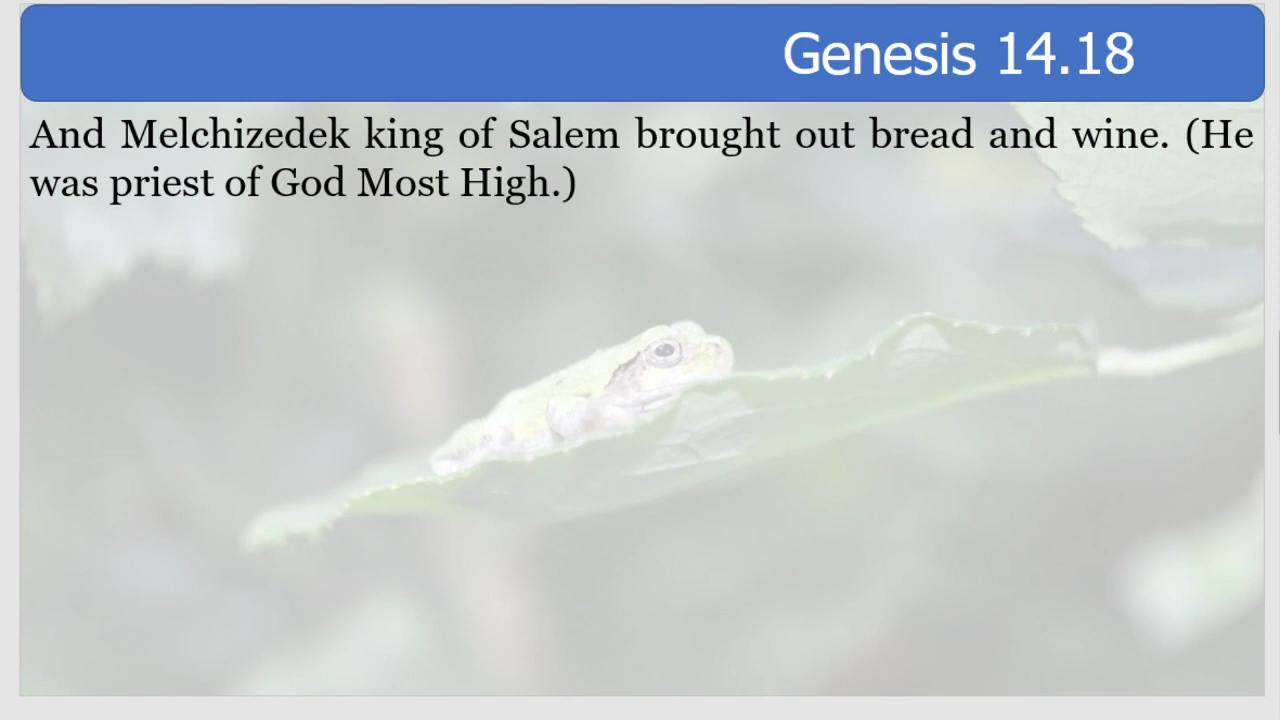 Genesis 14.18
And Melchizedek king of Salem brought out bread and wine. (He
was priest of God Most High.)